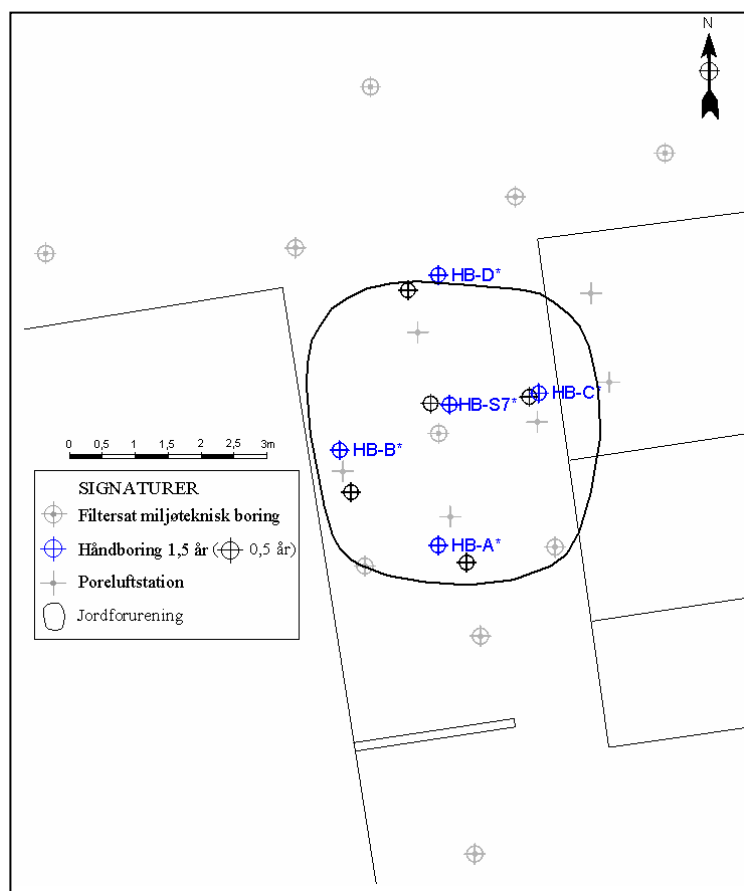 N
HB-D*
HB-S7*
HB-C*
HB-B*
0 0,5 1 1,5 2 2,5 3m
SIGNATURER
Filtersat miljøteknisk boring
Håndboring 1,5 år ( 0,5 år)
HB-A*
Poreluftstation
Jordforurening